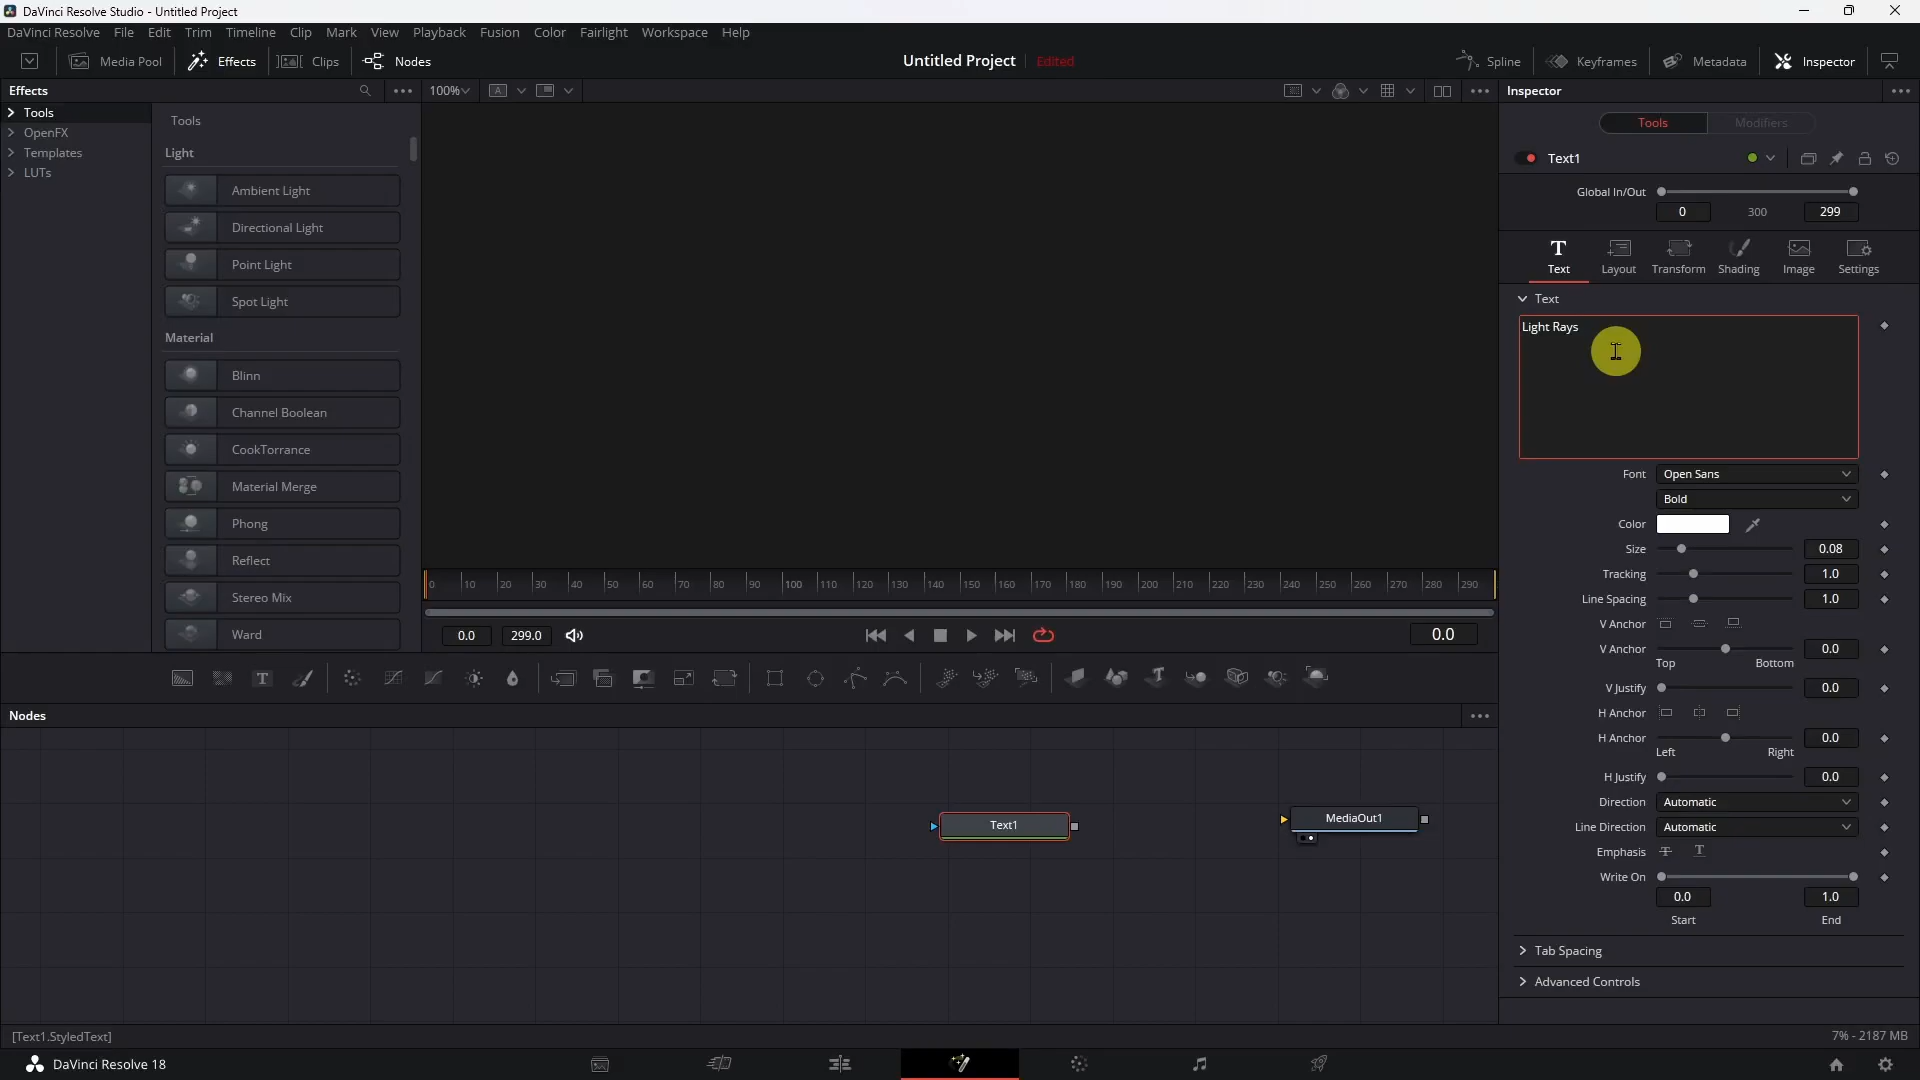 DaVinci Resolve Studio - Untitled Project
DaVinci Resolve File Edit Trim Timeline Clip Mark View Playback Fusion Color Fairlight Workspace Help
Media Pool Effects Clips Nodes Untitled Project Edited Spline Keyframes Metadata Inspector
Effects 100% A Inspector
Tools
OpenFX
Templates
LUTs
Tools
Light
Ambient Light
Directional Light
Point Light
Spot Light
Material
Blinn
Channel Boolean
CookTorrance
Material Merge
Phong
Reflect
Stereo Mix
Ward
0 10 20 30 40 50 60 70 80 90 100 110 120 130 140 150 160 170 180 190 200 210 220 230 240 250 260 270 280 290
0.0 299.0 0.0
T T
Nodes
Text1 MediaOut1
Tools Modifiers
Text1
Global In/Out
0 300 299
T
Text Layout Transform Shading Image Settings
Text
Light Rays
Font Open Sans
Bold
Color
Size 0.08
Tracking 1.0
Line Spacing 1.0
V Anchor
V Anchor 0.0
Top Bottom
V Justify 0.0
H Anchor
H Anchor 0.0
Left Right
H Justify 0.0
Direction Automatic
Line Direction Automatic
Emphasis T T
Write On
0.0 1.0
Start End
Tab Spacing
Advanced Controls
[Text1.StyledText] 7% - 2187 MB
DaVinci Resolve 18